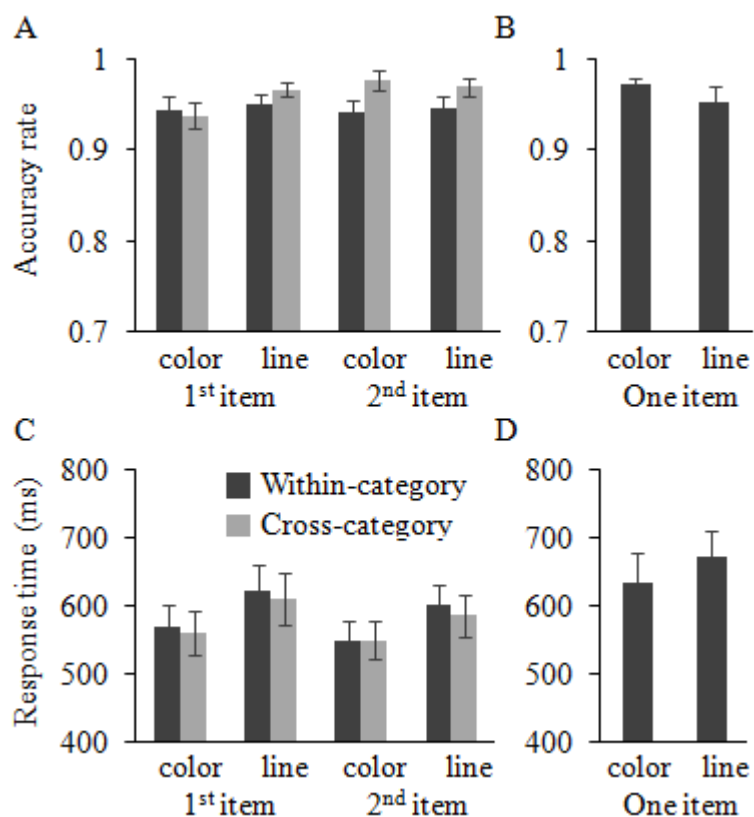 A
B
Accuracy rate
1
0.9
0.8
0.7
color line color line
1st item 2nd item
1
0.9
0.8
0.7
color line
One item
C
D
Response time (ms)
800
700
600
500
400
Within-category
Cross-category
color line color line
1st item 2nd item
800
700
600
500
400
color line
One item